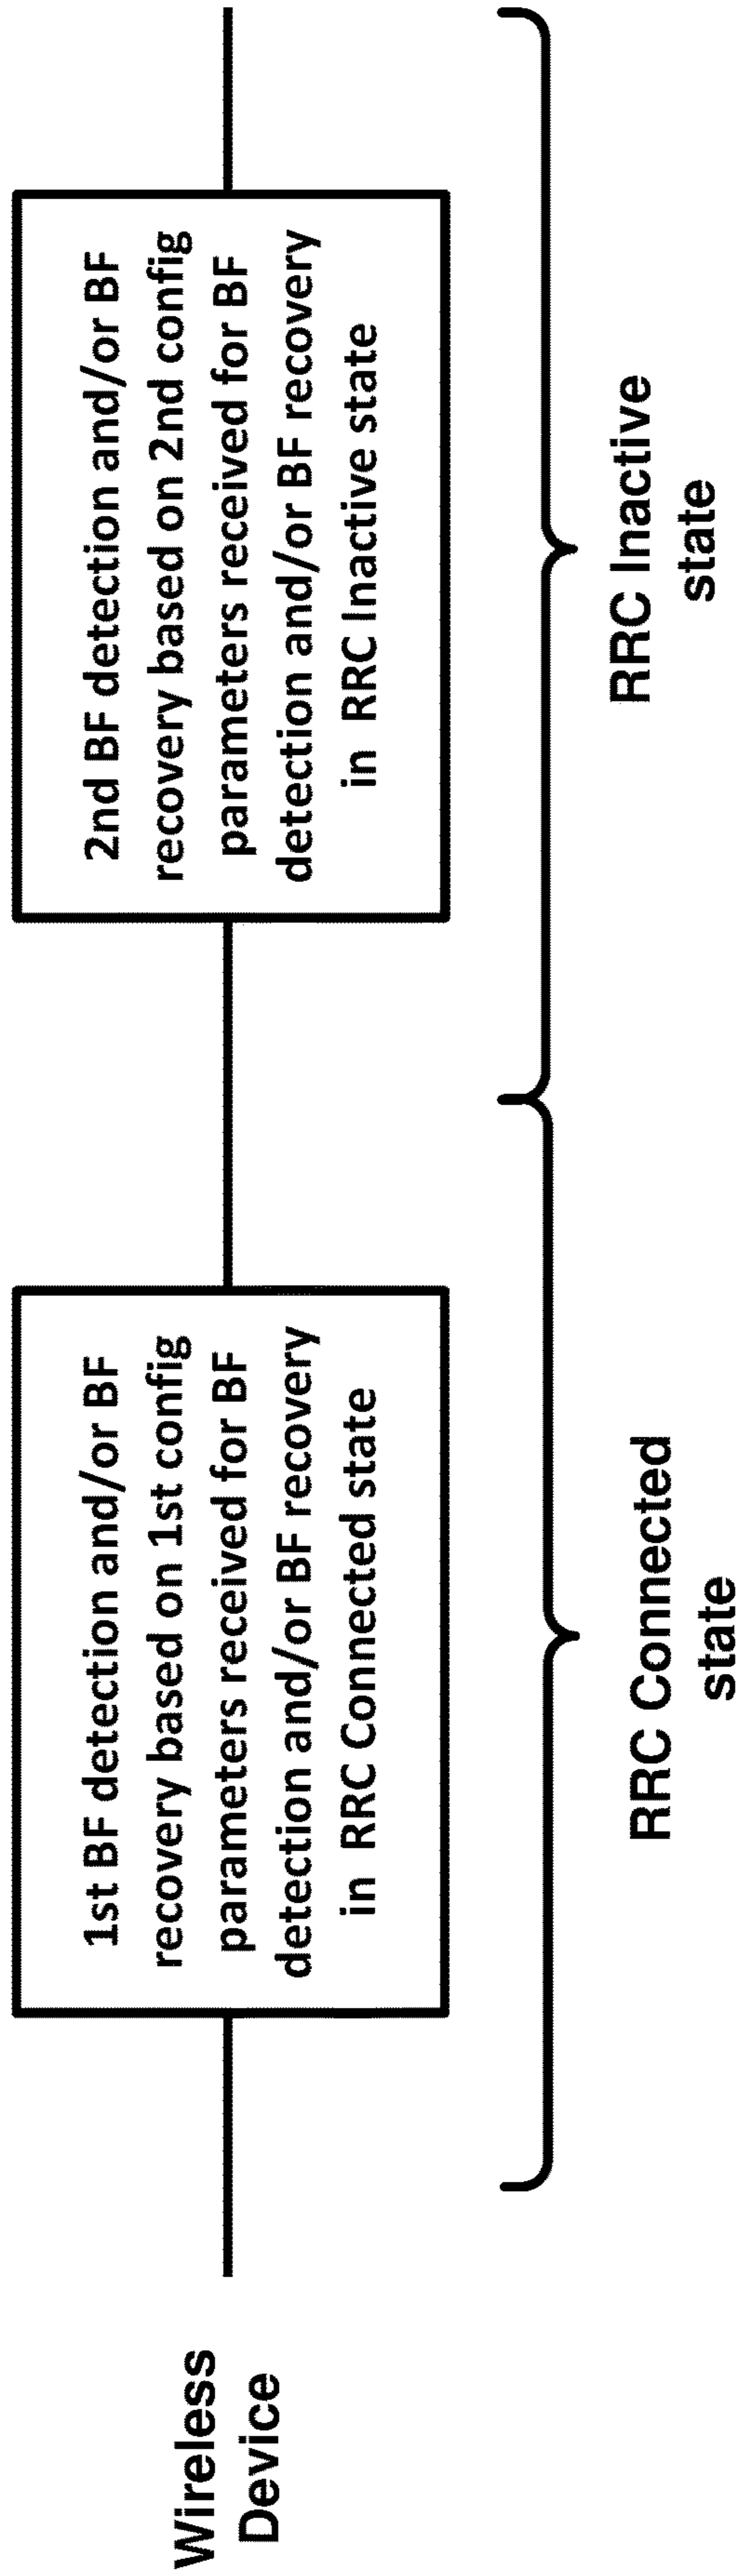 Wireless
Device
1st BF detection and/or BF
recovery based on 1st config
parameters received for BF
detection and/or BF recovery
in RRC Connected state
2nd BF detection and/or BF
recovery based on 2nd config
parameters received for BF
detection and/or BF recovery
in RRC Inactive state
RRC Connected
state
RRC Inactive
state